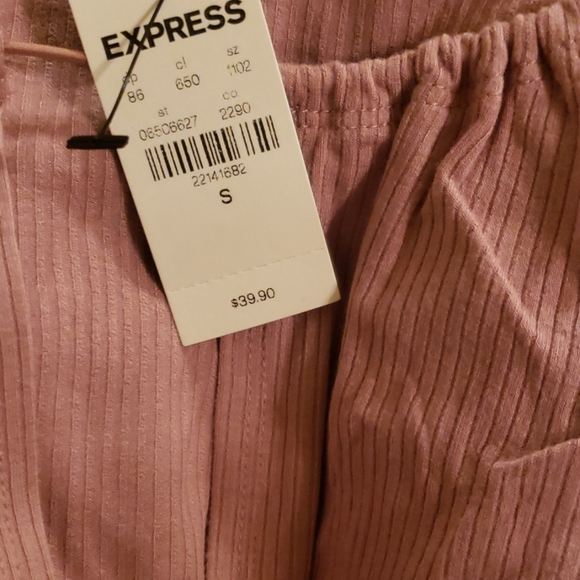 EXPRESS
dp cl sz
86 650 1102
st co
06506627 2290
22141682
S
$39.90